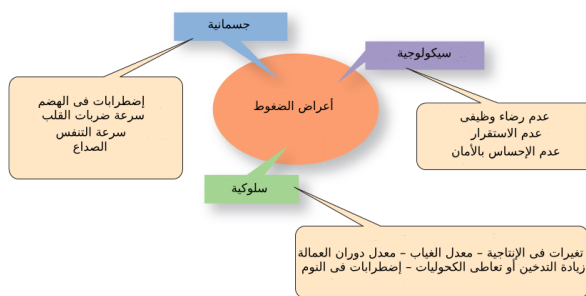 جسمانية
سيكولوجية
إضطرابات فى الهضم
سرعة ضربات القلب
سرعة التنفس
الصداع
أعراض الضغوط
عدم رضاء وظيفى
عدم الاستقرار
عدم الإحساس بالأمان
سلوكية
تغيرات فى الإنتاجية – معدل الغياب – معدل دوران العمالة
زيادة التدخين أو تعاطى الكحوليات – إضطرابات فى النوم